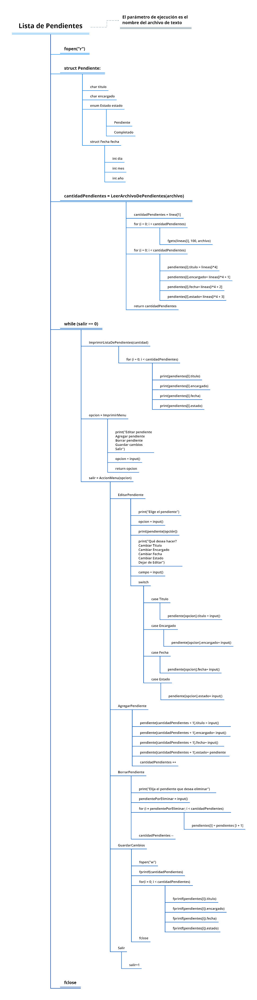 Lista de Pendientes
El parámetro de ejecución es el
nombre del archivo de texto
fopen("r")
struct Pendiente:
char titulo
char encargado
enum Estado estado
Pendiente
Completado
struct Fecha fecha
int dia
int mes
int año
cantidadPendientes = LeerArchivoDePendientes(archivo)
cantidadPendientes = linea[1]
for (i = 0; i < cantidadPendientes)
fgets(lineas[i], 100, archivo)
for (i = 0; i < cantidadPendientes)
pendientes[i].titulo = lineas[i*4]
pendientes[i].encargado= lineas[i*4 + 1]
pendientes[i].fecha= lineas[i*4 + 2]
pendientes[i].estado= lineas[i*4 + 3]
return cantidadPendientes
while (salir == 0)
ImprimirListaDePendientes(cantidad)
for (i = 0; i < cantidadPendientes)
print(pendientes[i].titulo)
print(pendientes[i].encargado)
print(pendientes[i].fecha)
print(pendientes[i].estado)
opcion = ImprimirMenu
print("Editar pendiente
Agregar pendiente
Borrar pendiente
Guardar cambios
Salir")
opcion = input()
return opcion
salir = AccionMenu(opcion)
EditarPendiente
print("Elige el pendiente")
opcion = input()
print(pendiente[opción])
print("Qué desea hacer?
Cambiar Titulo
Cambiar Encargado
Cambiar Fecha
Cambiar Estado
Dejar de Editar")
campo = input()
switch
case Titulo
pendiente[opcion].titulo = input()
case Encargado
pendiente[opcion].encargado= input()
case Fecha
pendiente[opcion].fecha= input()
case Estado
pendiente[opcion].estado= input()
AgregarPendiente
pendiente[cantidadPendientes + 1].titulo = input()
pendiente[cantidadPendientes + 1].encargado= input()
pendiente[cantidadPendientes + 1].fecha= input()
pendiente[cantidadPendientes + 1].estado= pendiente
cantidadPendientes ++
BorrarPendiente
print("Elija el pendiente que desea eliminar")
pendientePorEliminar = input()
for (i = pendientePorEliminar; i < cantidadPendientes)
pendientes[i] = pendientes [i + 1]
cantidadPendientes --
GuardarCambios
fopen("w")
fprintf(cantidadPendientes)
for(i = 0; i < cantidadPendientes)
fprintf(pendientes[i]).titulo)
fprintf(pendientes[i]).encargado)
fprintf(pendientes[i]).fecha)
fprintf(pendientes[i]).estado)
fclose
Salir
salir=1
fclose